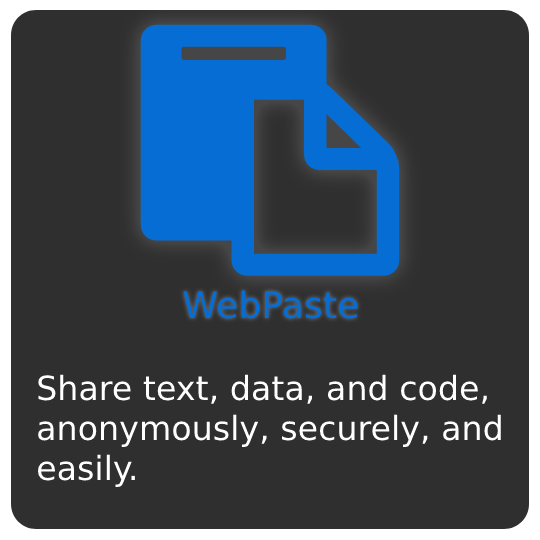 WebPaste
Share text, data, and code,
anonymously, securely, and
easily.